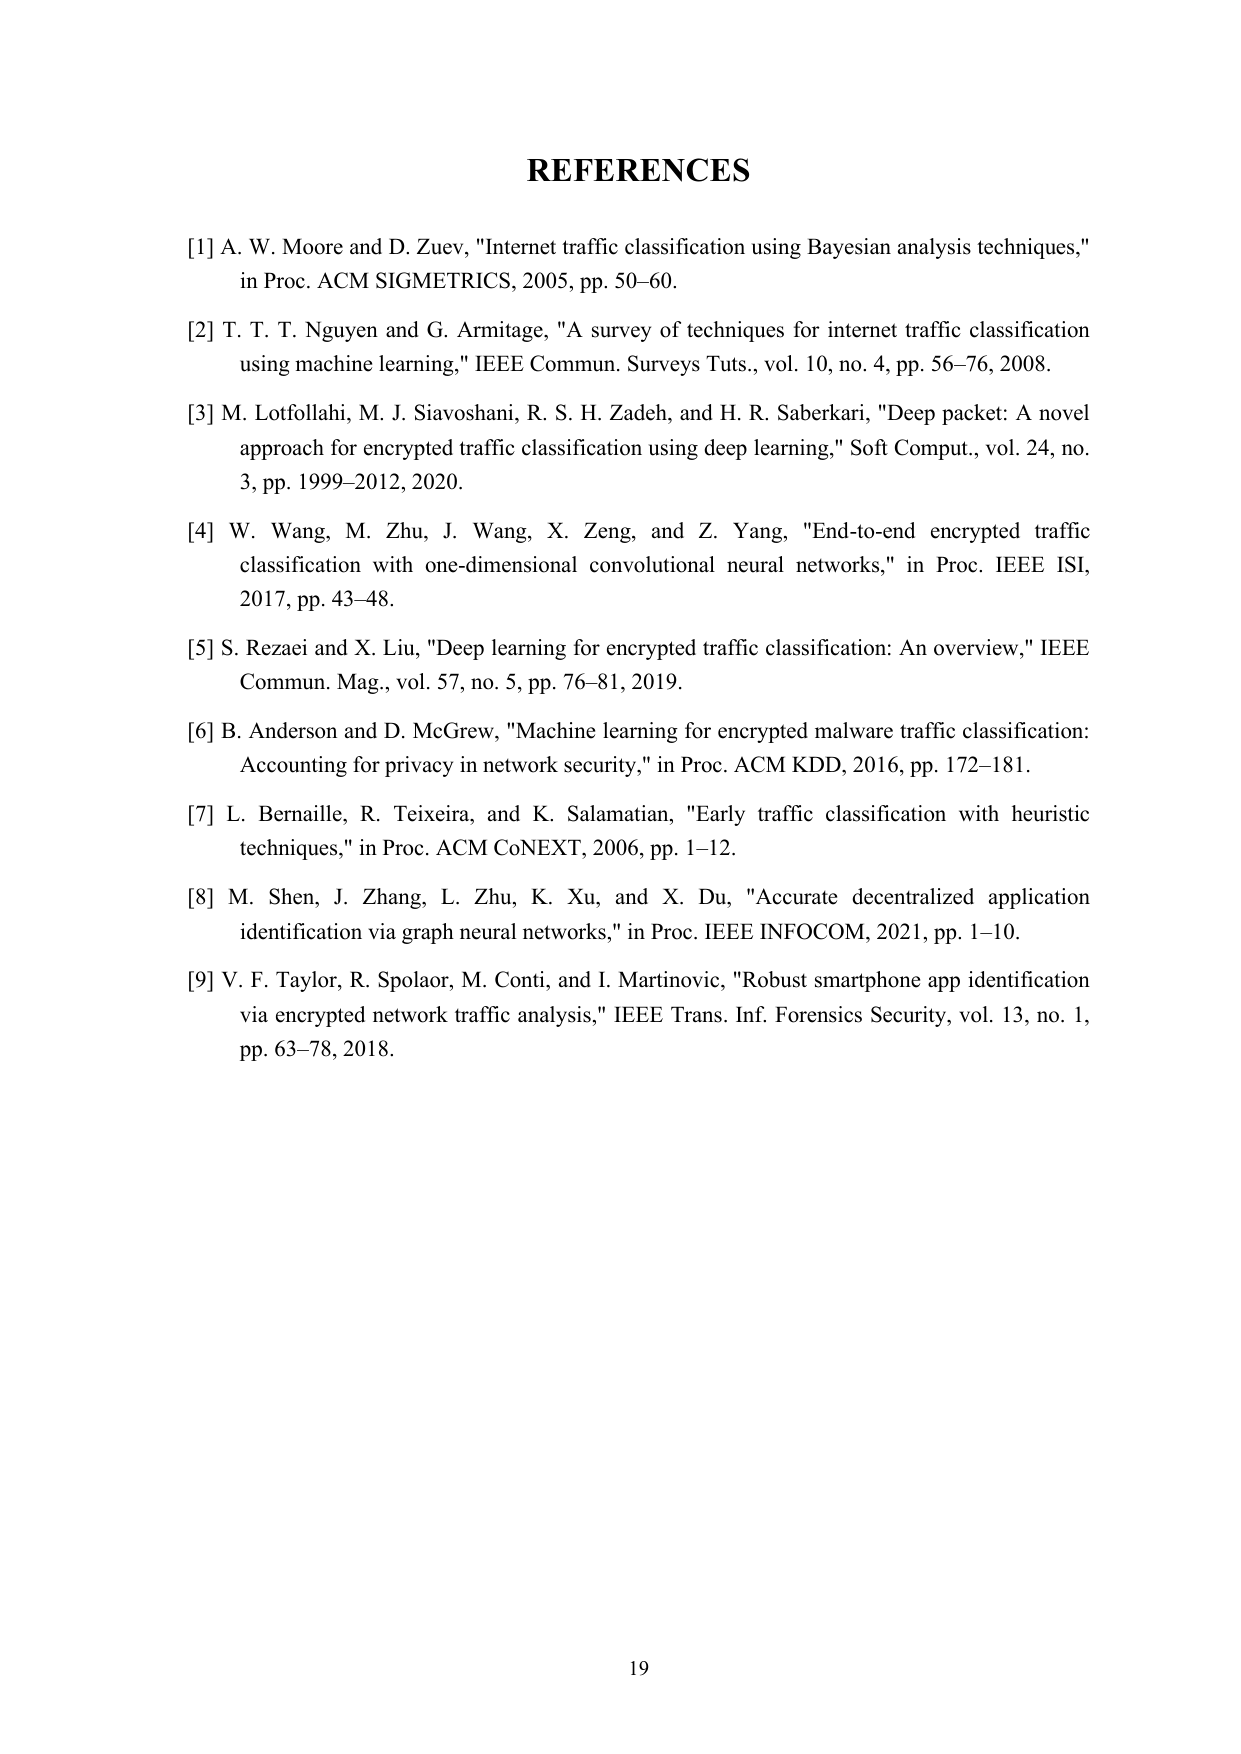 REFERENCES
[1] A. W. Moore and D. Zuev, "Internet traffic classification using Bayesian analysis techniques,"
in Proc. ACM SIGMETRICS, 2005, pp. 50–60.
[2] T. T. T. Nguyen and G. Armitage, "A survey of techniques for internet traffic classification
using machine learning," IEEE Commun. Surveys Tuts., vol. 10, no. 4, pp. 56–76, 2008.
[3] M. Lotfollahi, M. J. Siavoshani, R. S. H. Zadeh, and H. R. Saberkari, "Deep packet: A novel
approach for encrypted traffic classification using deep learning," Soft Comput., vol. 24, no.
3, pp. 1999–2012, 2020.
[4] W. Wang, M. Zhu, J. Wang, X. Zeng, and Z. Yang, "End-to-end encrypted traffic
classification with one-dimensional convolutional neural networks," in Proc. IEEE ISI,
2017, pp. 43–48.
[5] S. Rezaei and X. Liu, "Deep learning for encrypted traffic classification: An overview," IEEE
Commun. Mag., vol. 57, no. 5, pp. 76–81, 2019.
[6] B. Anderson and D. McGrew, "Machine learning for encrypted malware traffic classification:
Accounting for privacy in network security," in Proc. ACM KDD, 2016, pp. 172–181.
[7] L. Bernaille, R. Teixeira, and K. Salamatian, "Early traffic classification with heuristic
techniques," in Proc. ACM CoNEXT, 2006, pp. 1–12.
[8] M. Shen, J. Zhang, L. Zhu, K. Xu, and X. Du, "Accurate decentralized application
identification via graph neural networks," in Proc. IEEE INFOCOM, 2021, pp. 1–10.
[9] V. F. Taylor, R. Spolaor, M. Conti, and I. Martinovic, "Robust smartphone app identification
via encrypted network traffic analysis," IEEE Trans. Inf. Forensics Security, vol. 13, no. 1,
pp. 63–78, 2018.
19